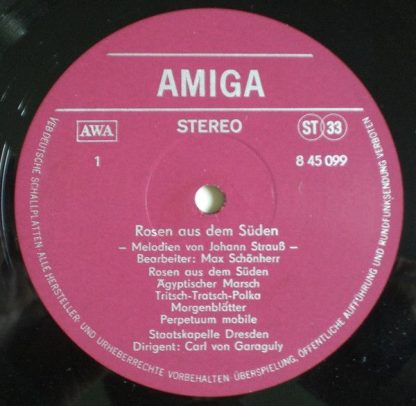 AMIGA
AWA
STEREO
ST 33
1
8 45 099
Rosen aus dem Süden
– Melodien von Johann Strauß –
Bearbeiter: Max Schönherr
Rosen aus dem Süden
Ägyptischer Marsch
Tritsch-Tratsch-Polka
Morgenblätter
Perpetuum mobile
Staatskapelle Dresden
Dirigent: Carl von Garaguly
VEB DEUTSCHE SCHALLPLATTEN ALLE HERSTELLER- UND URHEBERRECHTE VORBEHALTEN ÜBERSPIELUNG, ÖFFENTLICHE AUFFÜHRUNG UND RUNDFUNKSENDUNG VERBOTEN